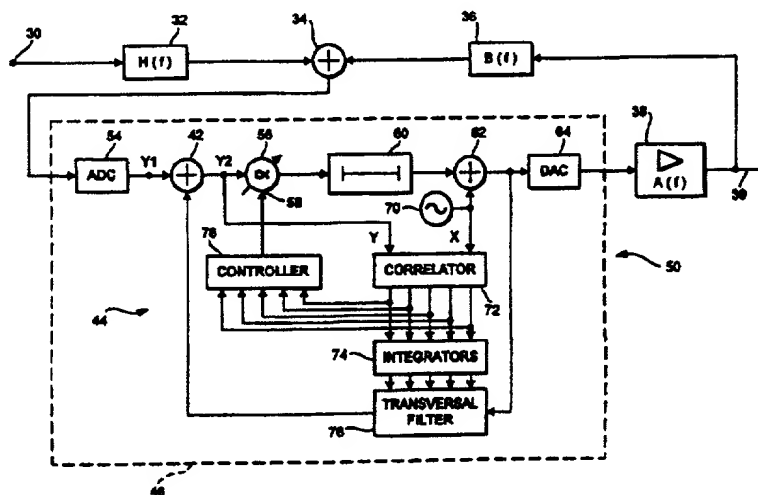 30
32
34
36
H(f)
B(f)
54
42
56
60
62
64
38
ADC
Y1
Y2
α
DAC
A(f)
39
58
70
78
Y
X
CONTROLLER
CORRELATOR
50
44
72
74
INTEGRATORS
TRANSVERSAL
FILTER
76